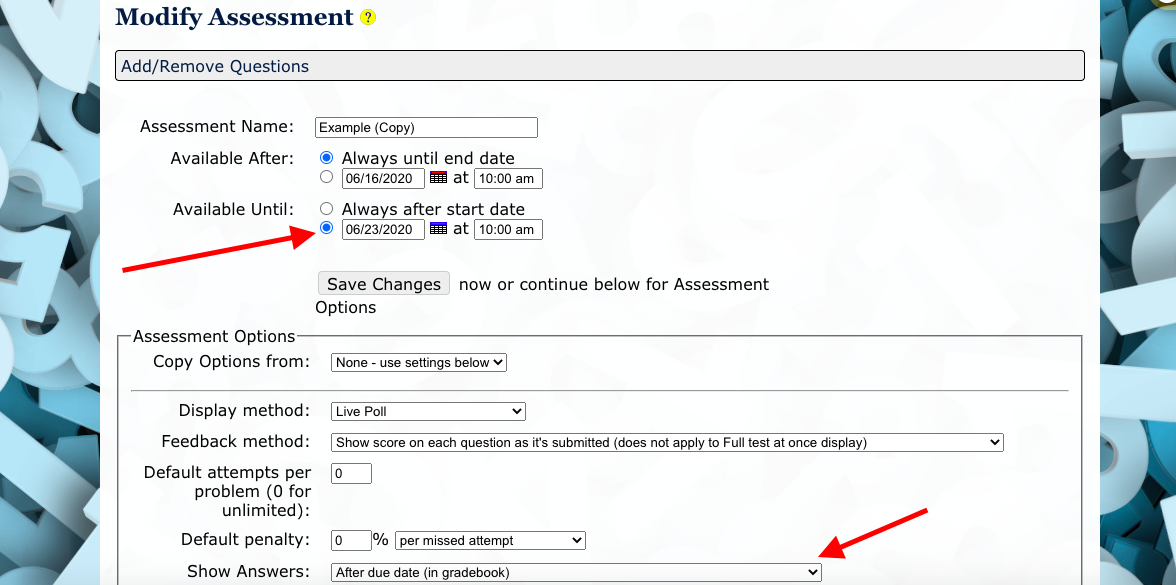 Modify Assessment ?
Add/Remove Questions
Assessment Name: Example (Copy)
Available After: Always until end date
06/16/2020 at 10:00 am
Available Until: Always after start date
06/23/2020 at 10:00 am
Save Changes now or continue below for Assessment
Options
Assessment Options
Copy Options from: None - use settings below
Display method: Live Poll
Feedback method: Show score on each question as it's submitted (does not apply to Full test at once display)
Default attempts per 0
problem (0 for
unlimited):
Default penalty: 0 % per missed attempt
Show Answers: After due date (in gradebook)